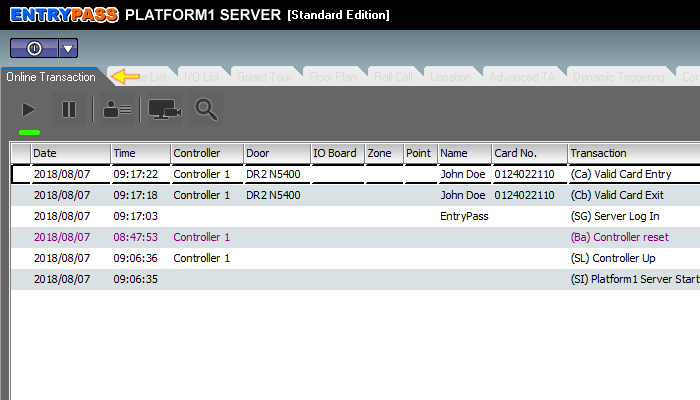 ENTRYPASS PLATFORM1 SERVER [Standard Edition]
Online Transaction List I/O List Guard Tour Floor Plan Roll Call Location Advanced TA Dynamic Triggering
Date Time Controller Door IO Board Zone Point Name Card No. Transaction
2018/08/07 09:17:22 Controller 1 DR2 N5400 John Doe 0124022110 (Ca) Valid Card Entry
2018/08/07 09:17:18 Controller 1 DR2 N5400 John Doe 0124022110 (Cb) Valid Card Exit
2018/08/07 09:17:03 EntryPass (SG) Server Log In
2018/08/07 08:47:53 Controller 1 (Ba) Controller reset
2018/08/07 09:06:36 Controller 1 (SL) Controller Up
2018/08/07 09:06:35 (SI) Platform1 Server Start